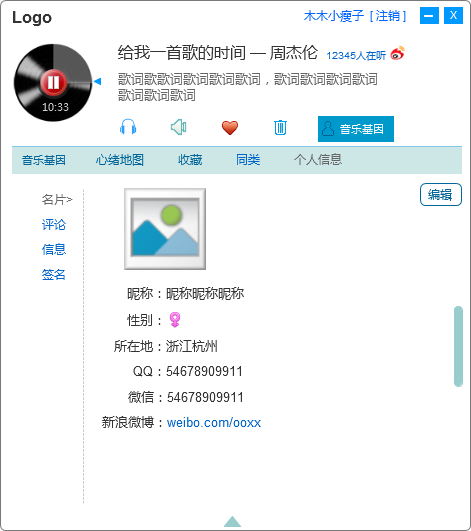 Logo
木木小瘦子 [ 注销 ]
给我一首歌的时间 — 周杰伦 12345人在听
歌词歌歌词歌词歌词歌词，歌词歌词歌词歌词
歌词歌词歌词
10:33
音乐基因
音乐基因 心绪地图 收藏 同类 个人信息
名片>
编辑
评论
信息
签名
昵称：昵称昵称昵称
性别：
所在地：浙江杭州
QQ：54678909911
微信：54678909911
新浪微博：weibo.com/ooxx